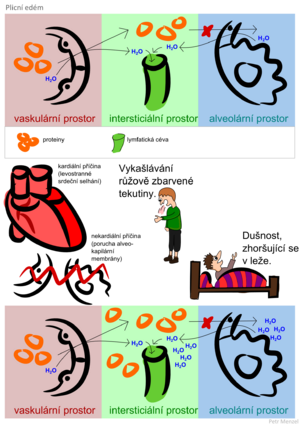 Plicní edém
H₂O
H₂O
H₂O
vaskulární prostor
intersticiální prostor
alveolární prostor
proteiny
lymfatická céva
kardiální příčina
(levostranné
srdeční selhání)
Vykašlávání
růžově zbarvené
tekutiny.
nekardiální příčina
(porucha alveo-
kapilární
membrány)
Dušnost,
zhoršující se
v leže.
H₂O
H₂O
H₂O
H₂O
H₂O
H₂O
H₂O
H₂O
H₂O
H₂O
H₂O
vaskulární prostor
intersticiální prostor
alveolární prostor